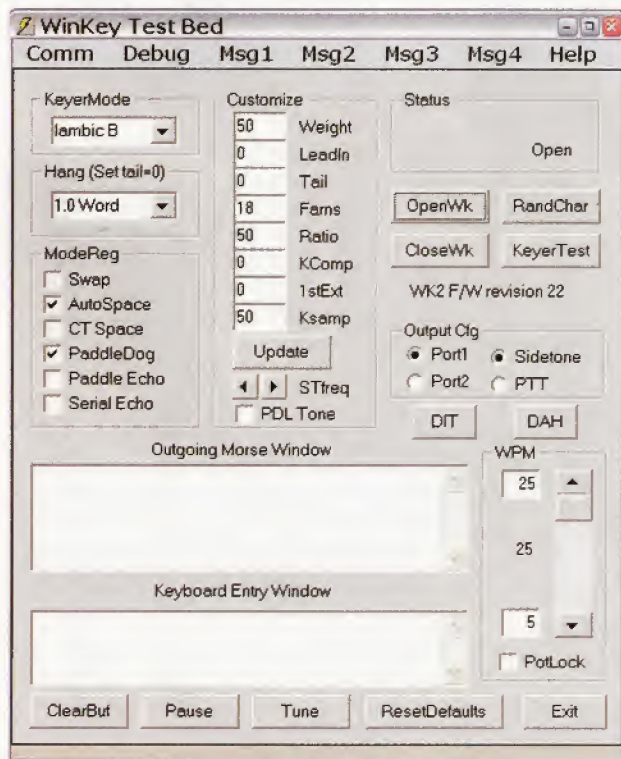 WinKey Test Bed
Comm Debug Msg1 Msg2 Msg3 Msg4 Help
KeyerMode
Iambic B
Hang (Set tail=0)
1.0 Word
ModeReg
Swap
AutoSpace
CT Space
PaddleDog
Paddle Echo
Serial Echo
Customize
50 Weight
0 LeadIn
0 Tail
18 Farns
50 Ratio
0 KComp
0 1stExt
50 Ksamp
Update
STfreq
PDL Tone
Status
Open
OpenWk RandChar
CloseWk KeyerTest
WK2 F/W revision 22
Output Cfg
Port1 Sidetone
Port2 PTT
DIT DAH
Outgoing Morse Window
WPM
25
25
5
PotLock
Keyboard Entry Window
ClearBuf Pause Tune ResetDefaults Exit